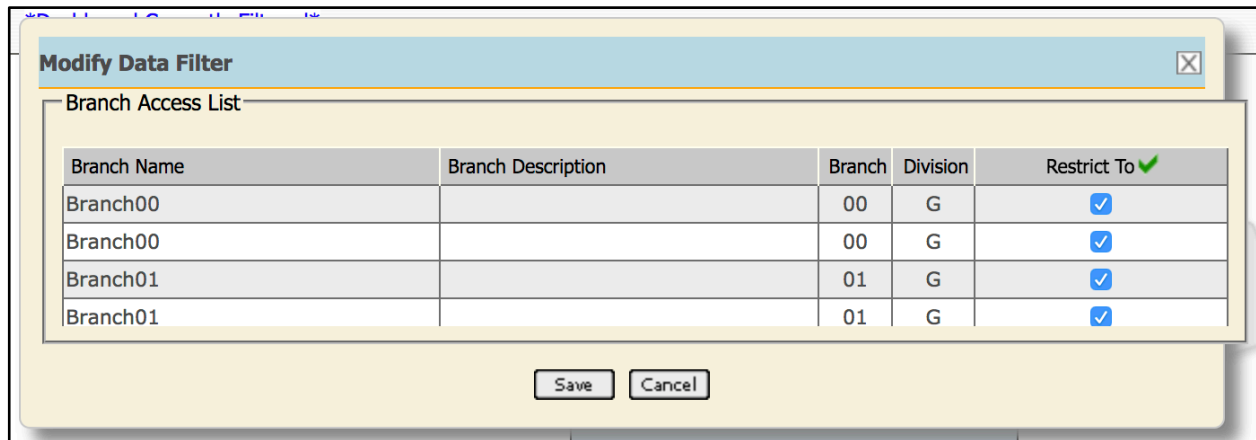 Modify Data Filter
Branch Access List
Branch Name Branch Description Branch Division Restrict To
Branch00 00 G
Branch00 00 G
Branch01 01 G
Branch01 01 G
Save Cancel